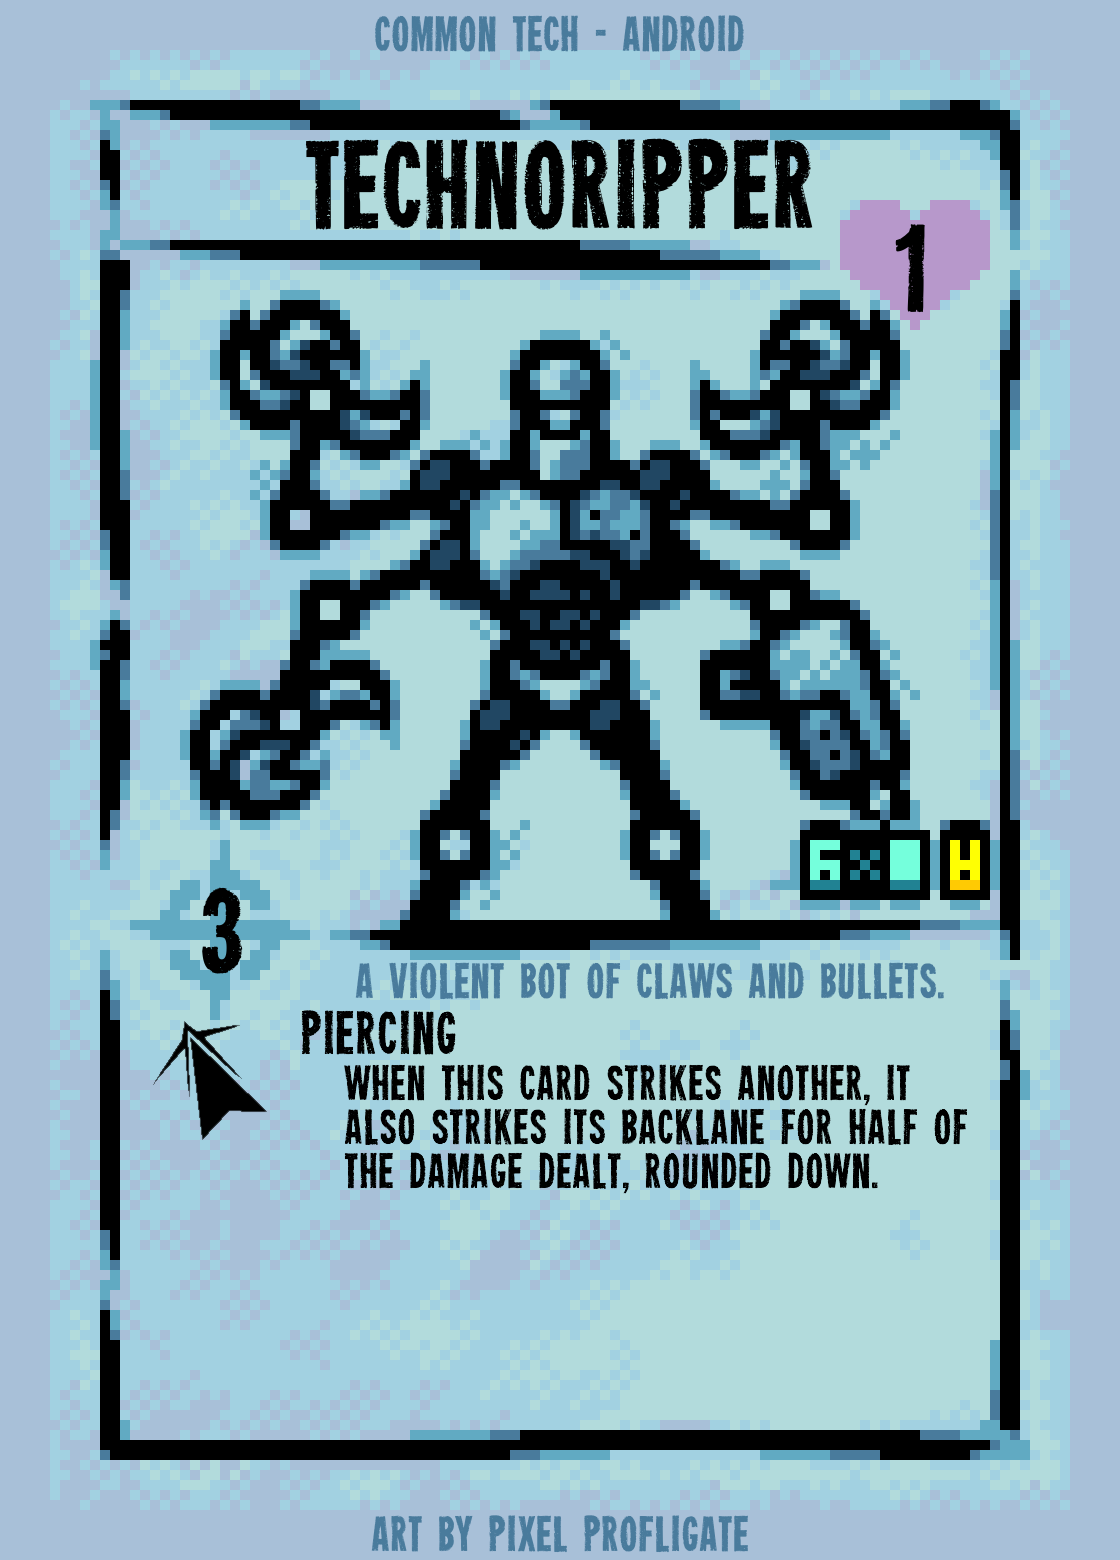 COMMON TECH - ANDROID
TECHNORIPPER
1
6x
3
A VIOLENT BOT OF CLAWS AND BULLETS.
PIERCING
WHEN THIS CARD STRIKES ANOTHER, IT
ALSO STRIKES ITS BACKLANE FOR HALF OF
THE DAMAGE DEALT, ROUNDED DOWN.
ART BY PIXEL PROFLIGATE